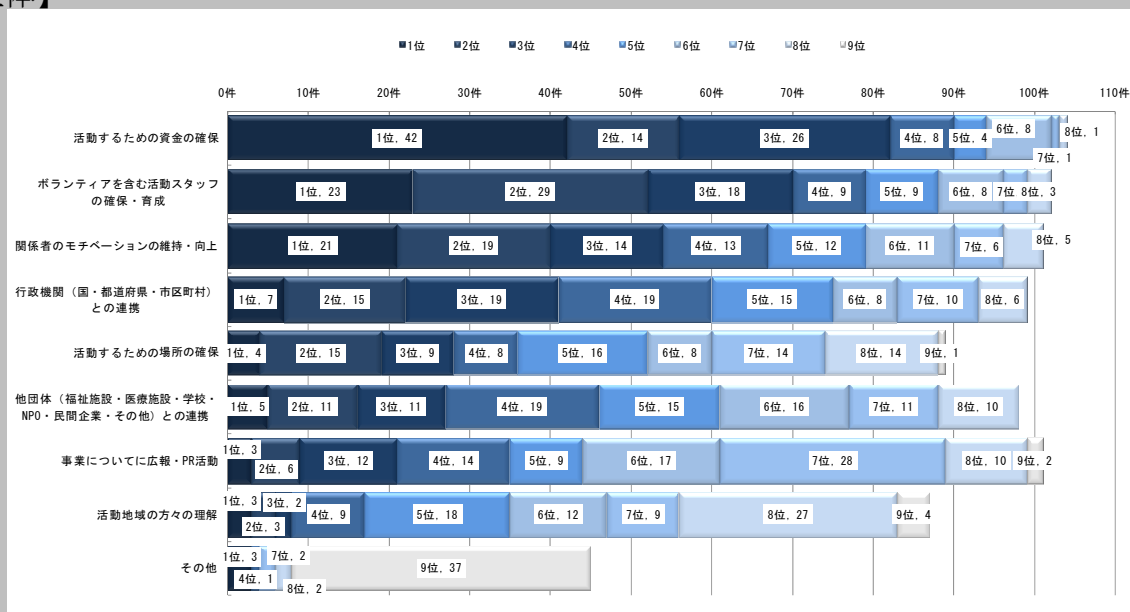 1位 2位 3位 4位 5位 6位 7位 8位 9位
0件 10件 20件 30件 40件 50件 60件 70件 80件 90件 100件 110件
活動するための資金の確保
1位, 42 2位, 14 3位, 26 4位, 8 5位, 4 6位, 8 7位, 1 8位, 1
ボランティアを含む活動スタッフ
の確保・育成
1位, 23 2位, 29 3位, 18 4位, 9 5位, 9 6位, 8 7位 8位, 3
関係者のモチベーションの維持・向上
1位, 21 2位, 19 3位, 14 4位, 13 5位, 12 6位, 11 7位, 6 8位, 5
行政機関（国・都道府県・市区町村）
との連携
1位, 7 2位, 15 3位, 19 4位, 19 5位, 15 6位, 8 7位, 10 8位, 6
活動するための場所の確保
1位, 4 2位, 15 3位, 9 4位, 8 5位, 16 6位, 8 7位, 14 8位, 14 9位, 1
他団体（福祉施設・医療施設・学校・
NPO・民間企業・その他）との連携
1位, 5 2位, 11 3位, 11 4位, 19 5位, 15 6位, 16 7位, 11 8位, 10
事業についてに広報・PR活動
1位, 3 2位, 6 3位, 12 4位, 14 5位, 9 6位, 17 7位, 28 8位, 10 9位, 2
活動地域の方々の理解
1位, 3 2位, 3 3位, 2 4位, 9 5位, 18 6位, 12 7位, 9 8位, 27 9位, 4
その他
1位, 3 4位, 1 7位, 2 8位, 2 9位, 37